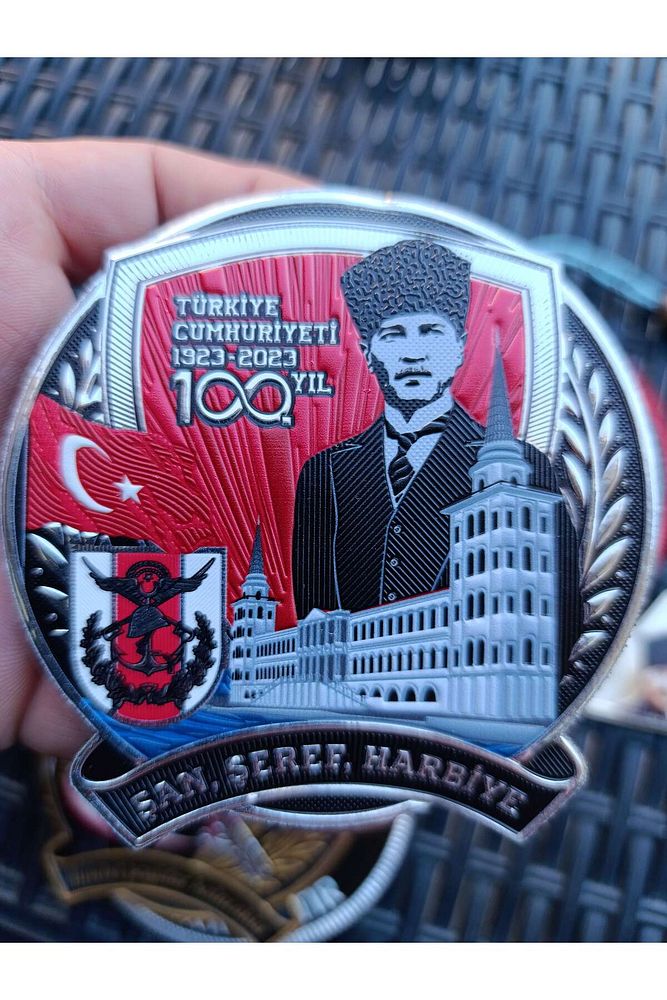 TÜRKİYE
CUMHURİYETİ
1923-2023
100.YIL
ŞAN, ŞEREF, HARBİYE